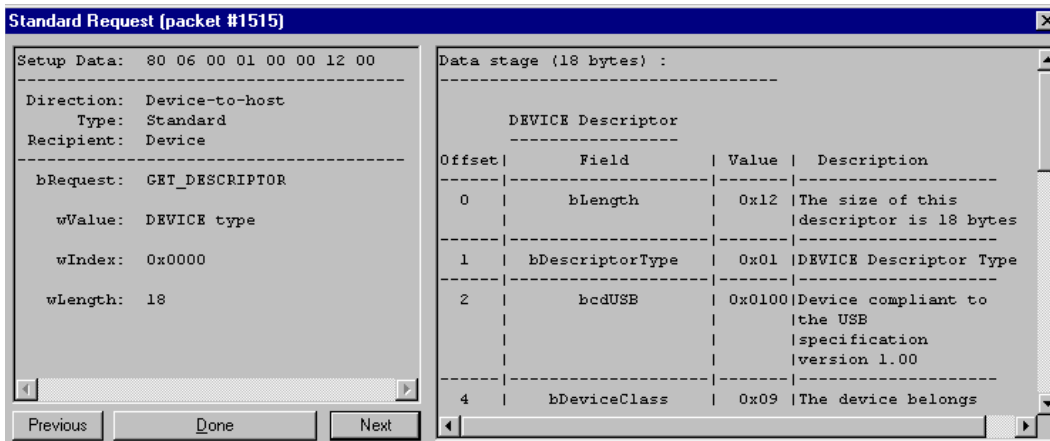 Standard Request (packet #1515)
Setup Data: 80 06 00 01 00 00 12 00
-----------------------------------------
Direction: Device-to-host
Type: Standard
Recipient: Device
-----------------------------------------
bRequest: GET_DESCRIPTOR
wValue: DEVICE type
wIndex: 0x0000
wLength: 18
Previous
Done
Next
Data stage (18 bytes) :
-----------------------------------
DEVICE Descriptor
------------------
Offset| Field | Value | Description
------|---------------------|-------|---------------------
0 | bLength | 0x12 |The size of this
| | |descriptor is 18 bytes
------|---------------------|-------|---------------------
1 | bDescriptorType | 0x01 |DEVICE Descriptor Type
------|---------------------|-------|---------------------
2 | bcdUSB | 0x0100|Device compliant to
| | |the USB
| | |specification
| | |version 1.00
------|---------------------|-------|---------------------
4 | bDeviceClass | 0x09 |The device belongs